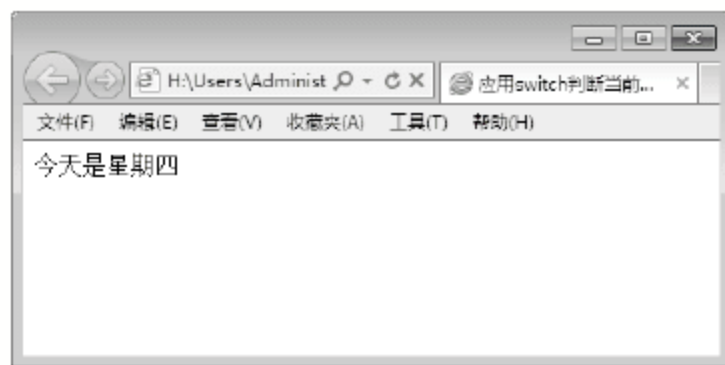 H:\Users\Administ
应用switch判断当前...
文件(F) 编辑(E) 查看(V) 收藏夹(A) 工具(T) 帮助(H)
今天是星期四